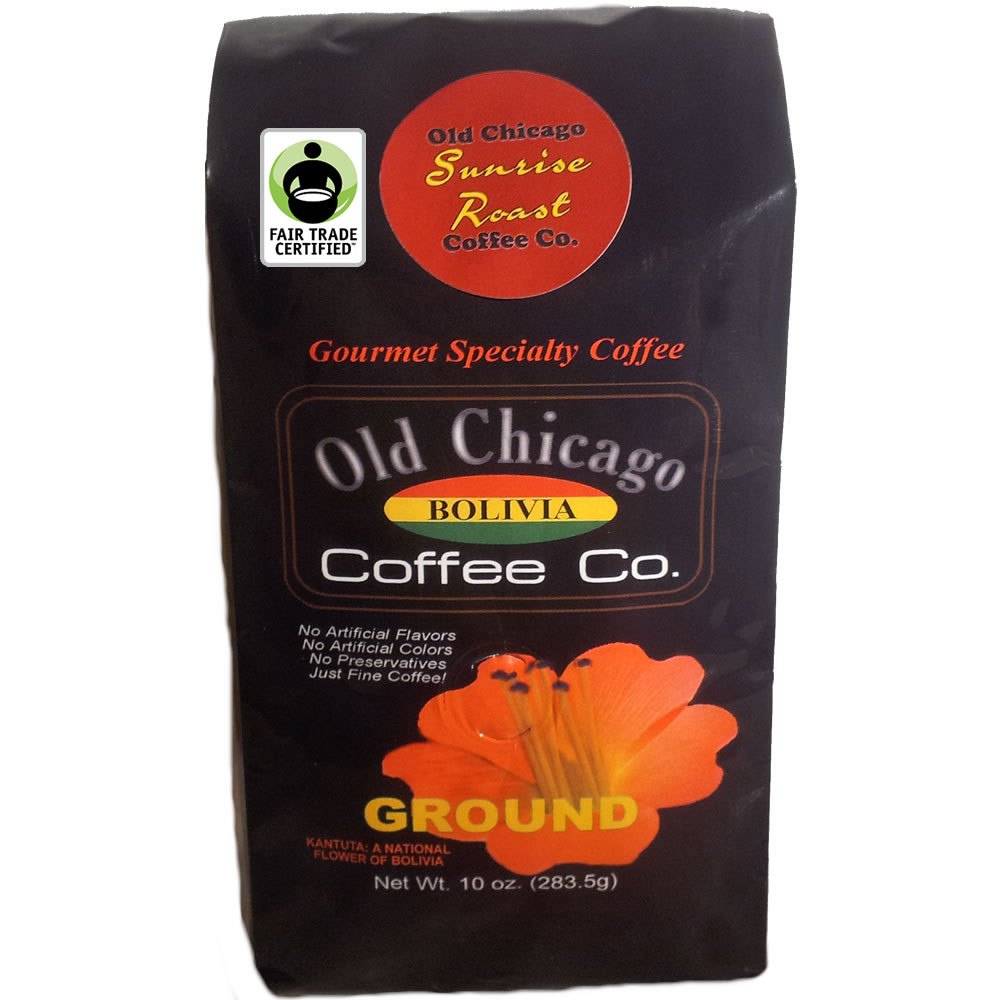 Old Chicago
Sunrise
Roast
Coffee Co.
FAIR TRADE
CERTIFIED™
Gourmet Specialty Coffee
Old Chicago
BOLIVIA
Coffee Co.
No Artificial Flavors
No Artificial Colors
No Preservatives
Just Fine Coffee!
GROUND
KANTUTA: A NATIONAL
FLOWER OF BOLIVIA
Net Wt. 10 oz. (283.5g)